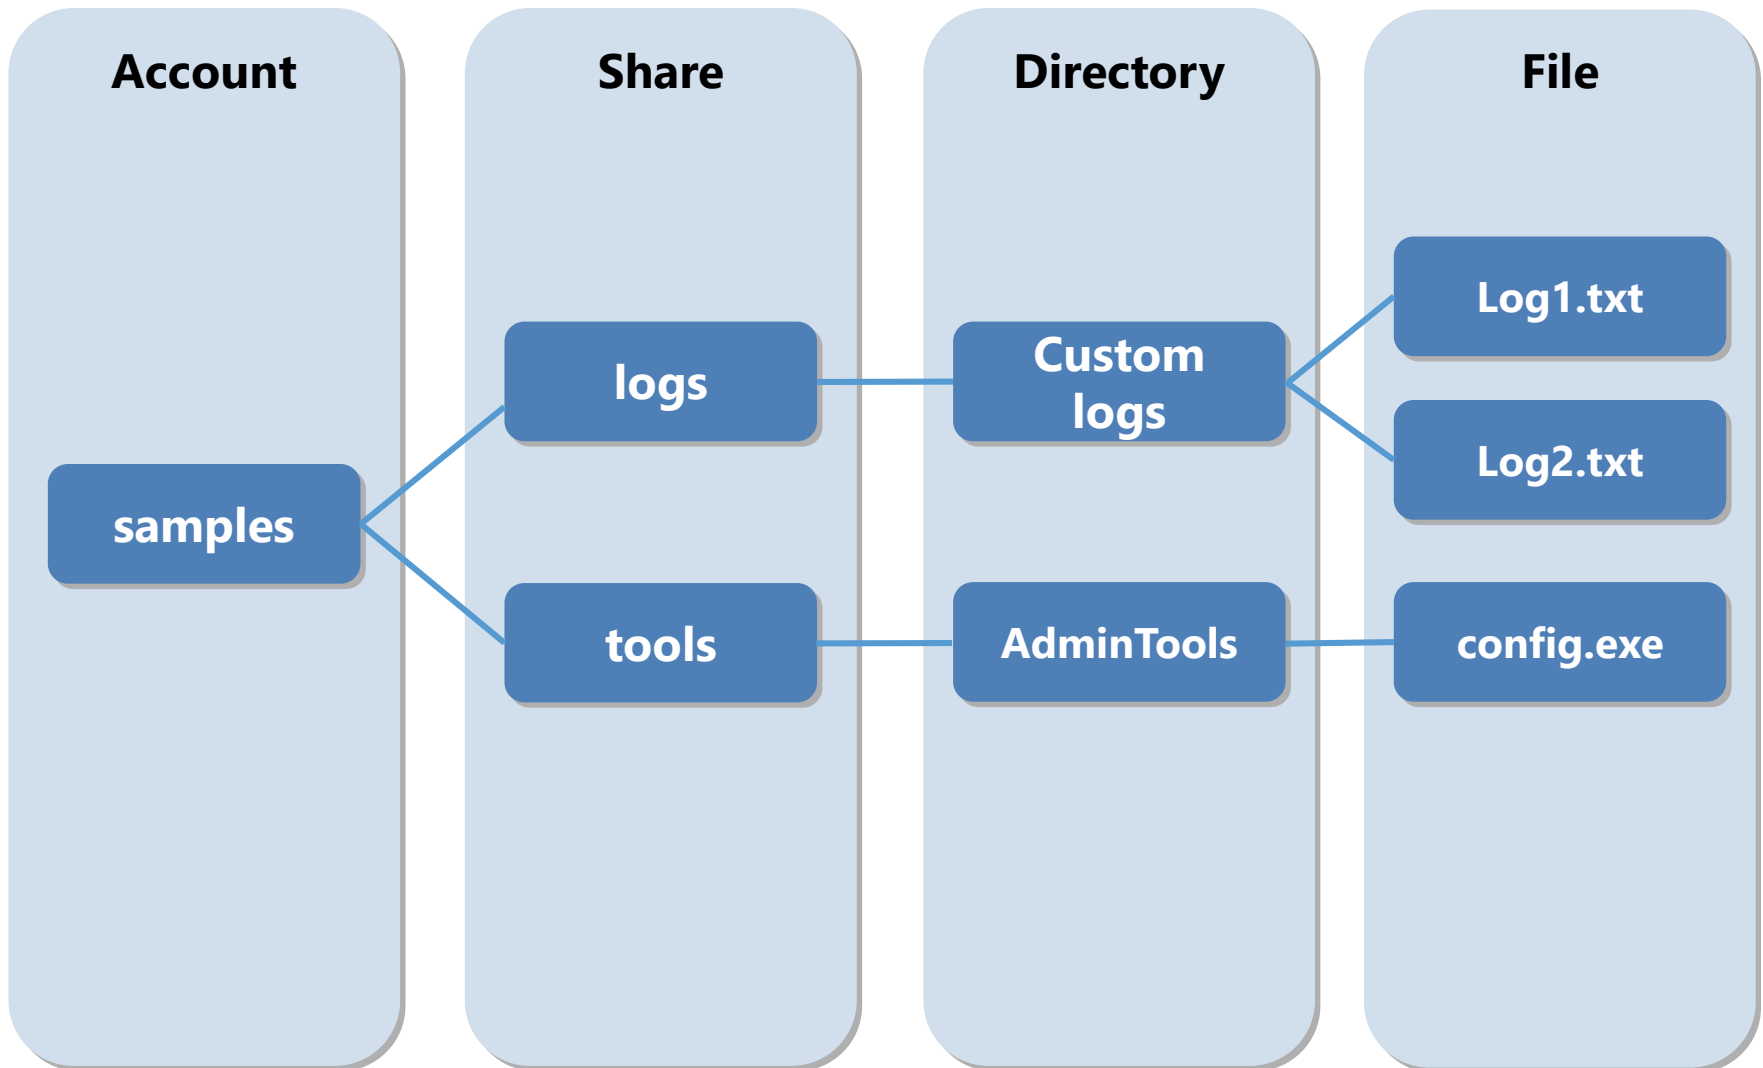 Account
Share
Directory
File
samples
logs
tools
Custom
logs
AdminTools
Log1.txt
Log2.txt
config.exe